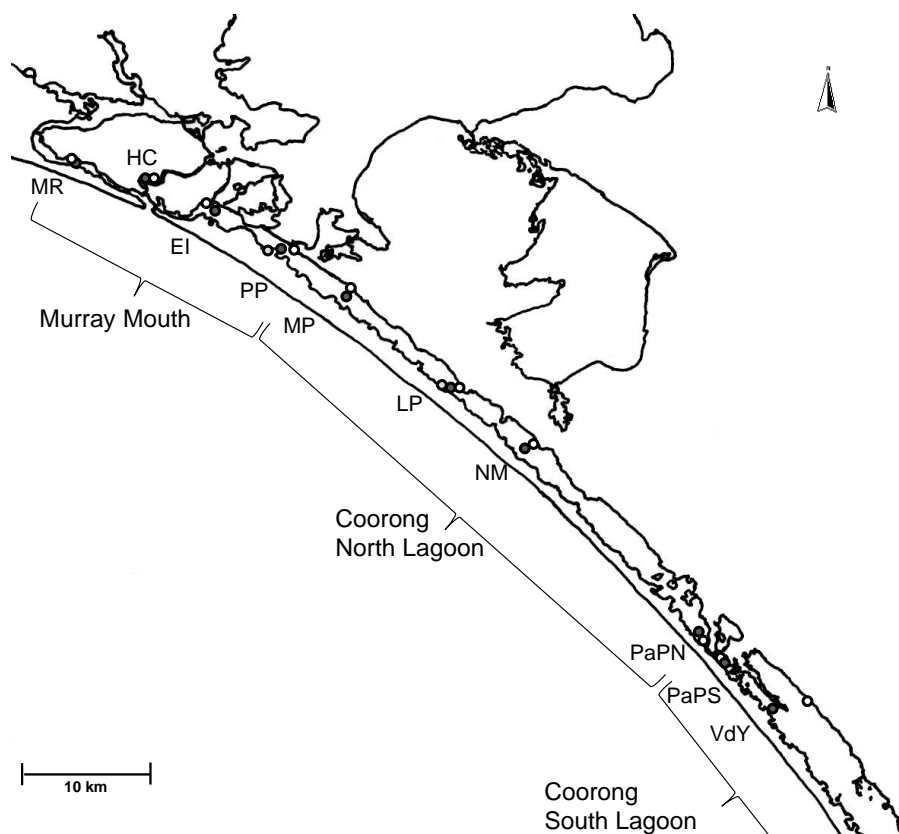 N
HC
MR
EI
PP
Murray Mouth
MP
LP
NM
Coorong
North Lagoon
PaPN
PaPS
VdY
10 km
Coorong
South Lagoon